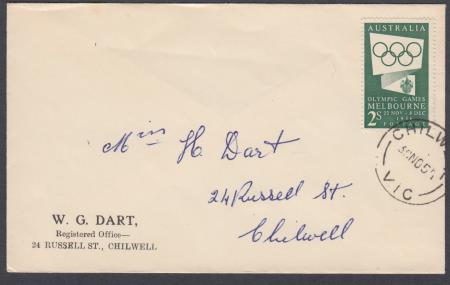 AUSTRALIA
OLYMPIC GAMES
MELBOURNE
2S 22 NOV - 8 DEC
1956
POSTAGE
CHILW
VIC
Miss H Dart
24 Russell St.
Chilwell
W. G. DART,
Registered Office—
24 RUSSELL ST., CHILWELL